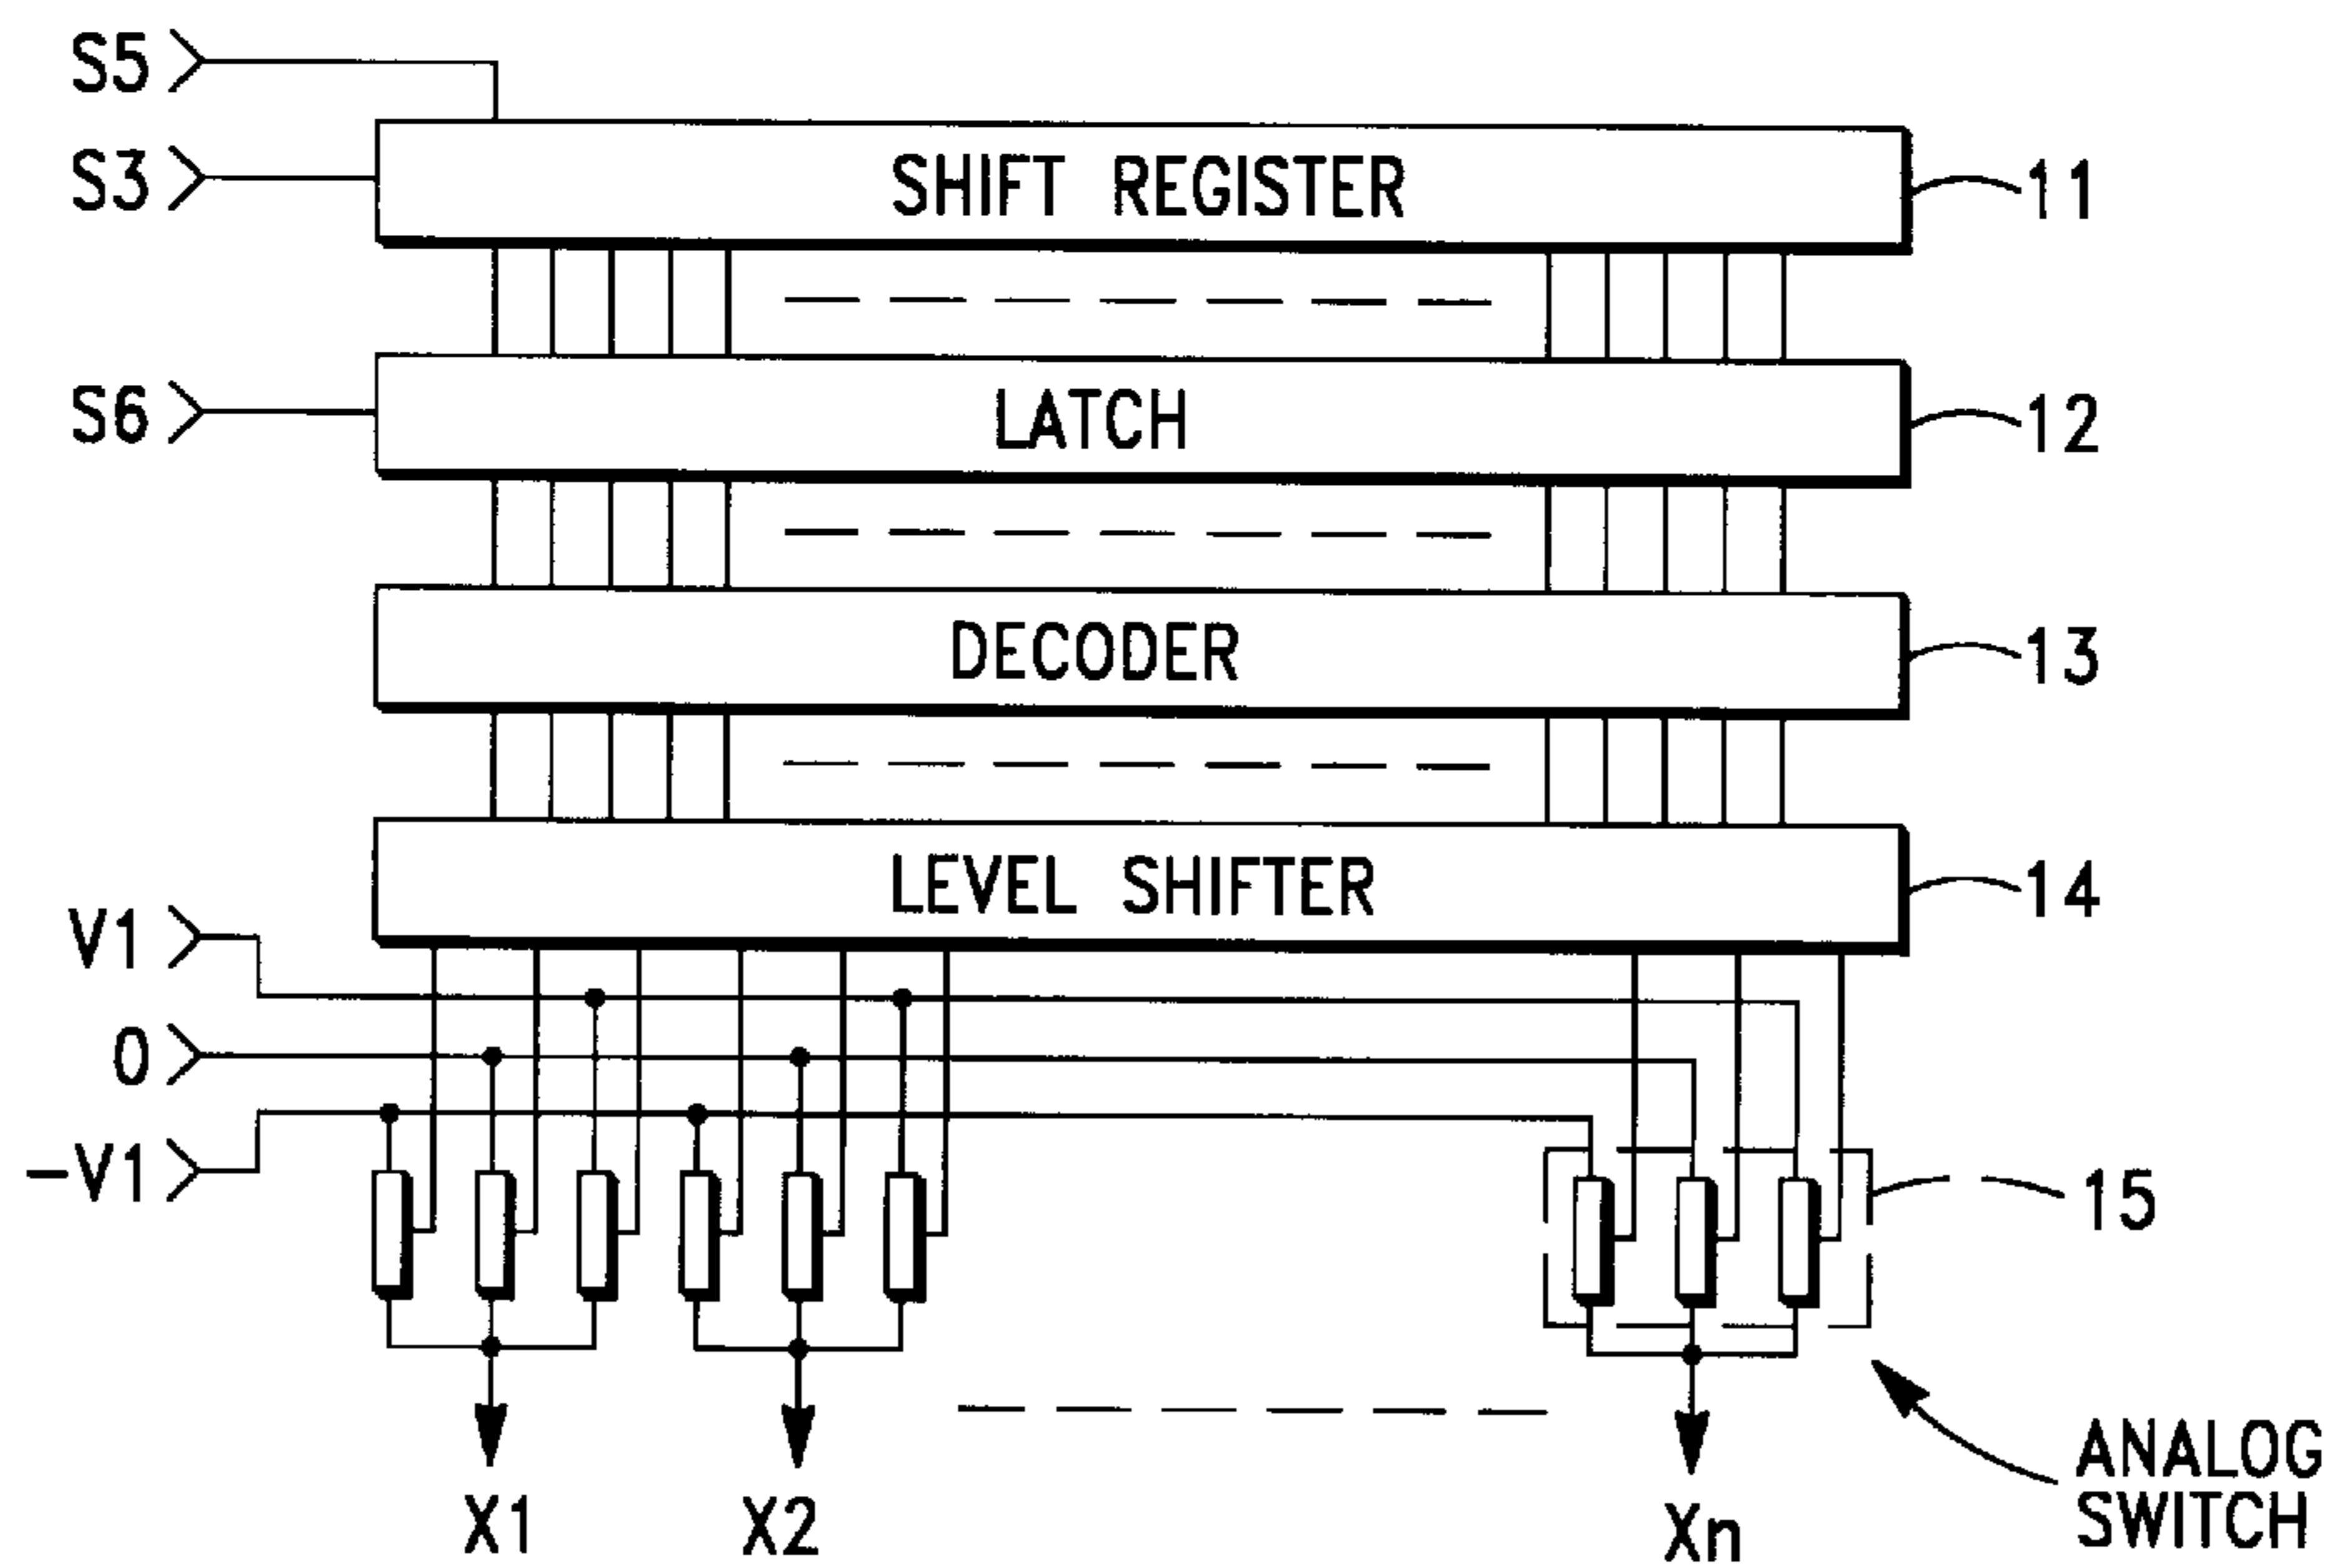 S5
S3
SHIFT REGISTER
11
S6
LATCH
12
DECODER
13
LEVEL SHIFTER
14
V1
0
-V1
15
X1
X2
Xn
ANALOG
SWITCH